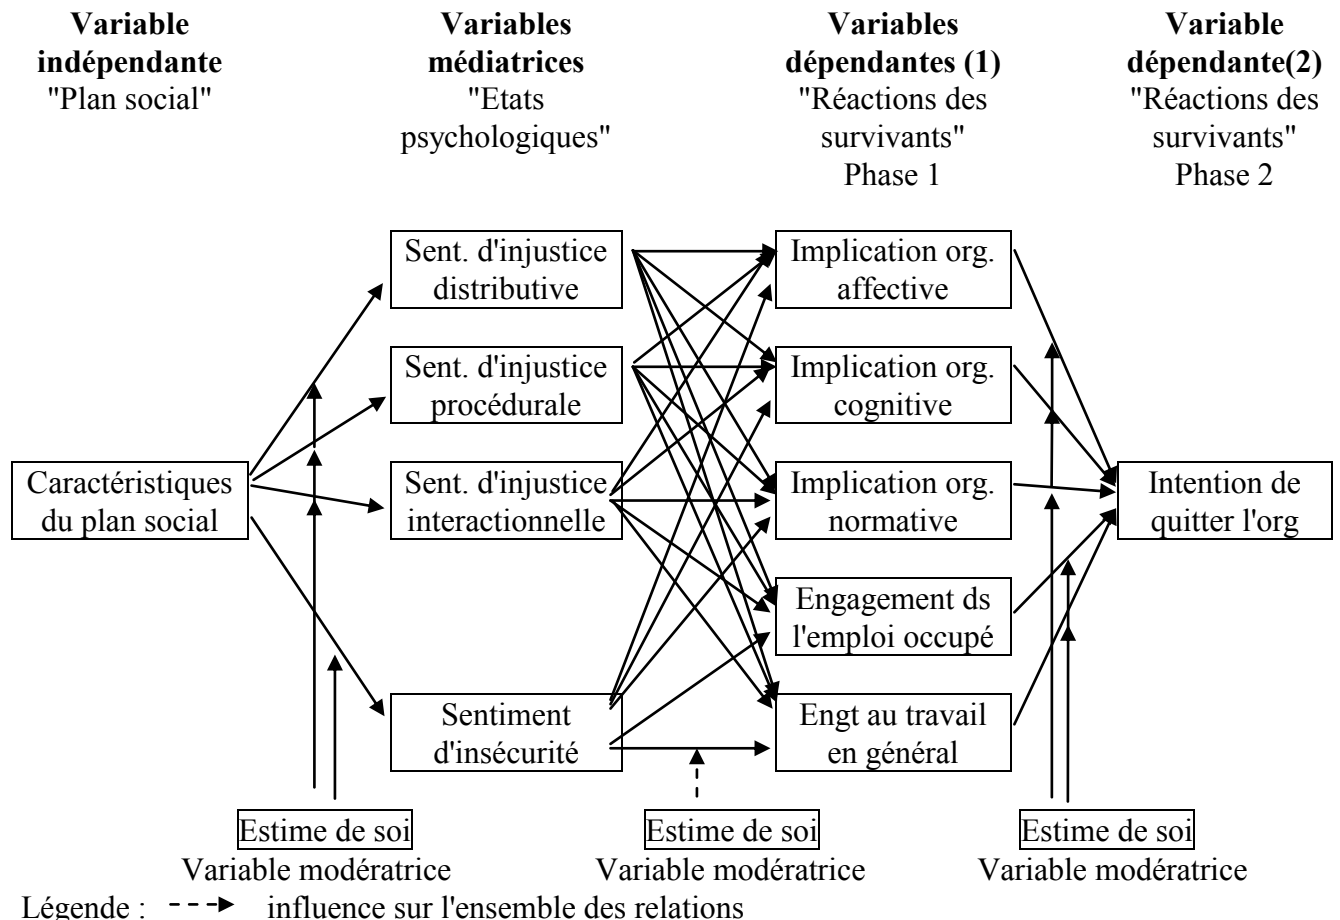 Variable
indépendante
"Plan social"
Variables
médiatrices
"Etats
psychologiques"
Variables
dépendantes (1)
"Réactions des
survivants"
Phase 1
Variable
dépendante(2)
"Réactions des
survivants"
Phase 2
Caractéristiques
du plan social
Sent. d'injustice
distributive
Sent. d'injustice
procédurale
Sent. d'injustice
interactionnelle
Sentiment
d'insécurité
Implication org.
affective
Implication org.
cognitive
Implication org.
normative
Engagement ds
l'emploi occupé
Engt au travail
en général
Intention de
quitter l'org
Estime de soi
Variable modératrice
Estime de soi
Variable modératrice
Estime de soi
Variable modératrice
Légende : influence sur l'ensemble des relations